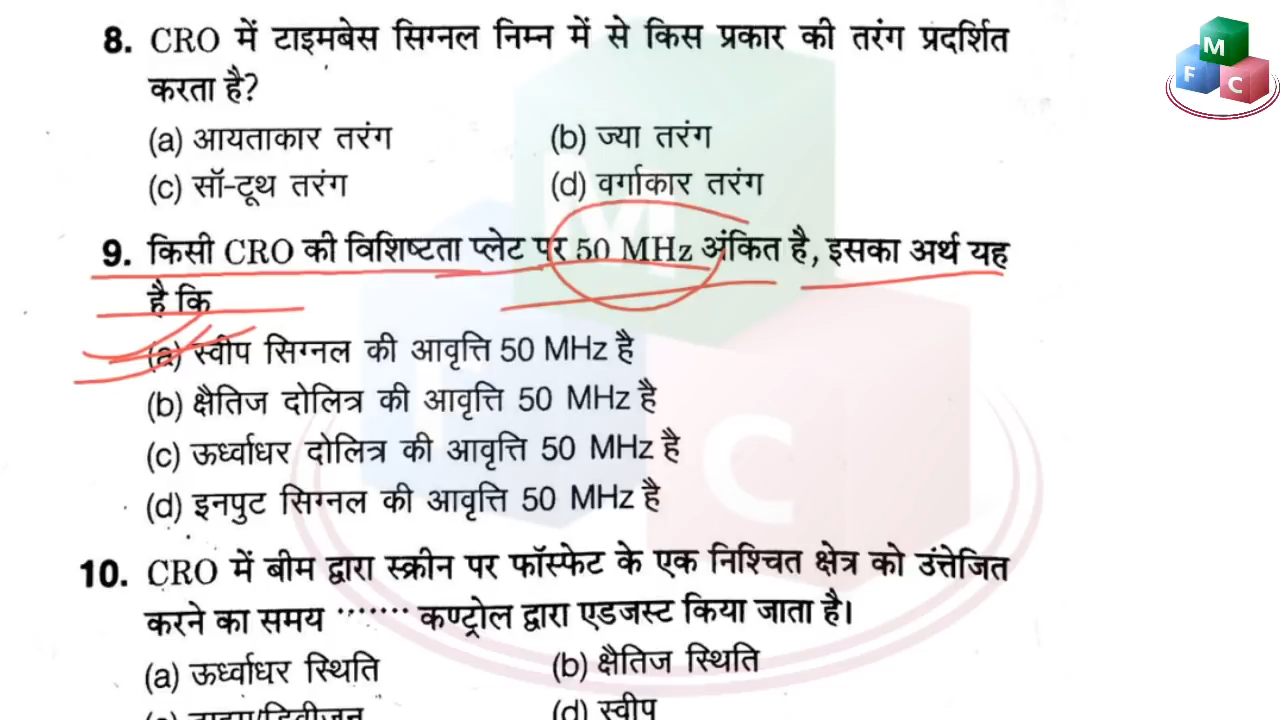 8. CRO में टाइमबेस सिग्नल निम्न में से किस प्रकार की तरंग प्रदर्शित
करता है?
(a) आयताकार तरंग (b) ज्या तरंग
(c) सॉ-टूथ तरंग (d) वर्गाकार तरंग
9. किसी CRO की विशिष्टता प्लेट पर 50 MHz अंकित है, इसका अर्थ यह
है कि
(a) स्वीप सिग्नल की आवृत्ति 50 MHz है
(b) क्षैतिज दोलित्र की आवृत्ति 50 MHz है
(c) ऊर्ध्वाधर दोलित्र की आवृत्ति 50 MHz है
(d) इनपुट सिग्नल की आवृत्ति 50 MHz है
10. CRO में बीम द्वारा स्क्रीन पर फॉस्फेट के एक निश्चित क्षेत्र को उंत्तेजित
करने का समय ······· कण्ट्रोल द्वारा एडजस्ट किया जाता है।
(a) ऊर्ध्वाधर स्थिति (b) क्षैतिज स्थिति
(d) स्वीप
M
F C
M
F C